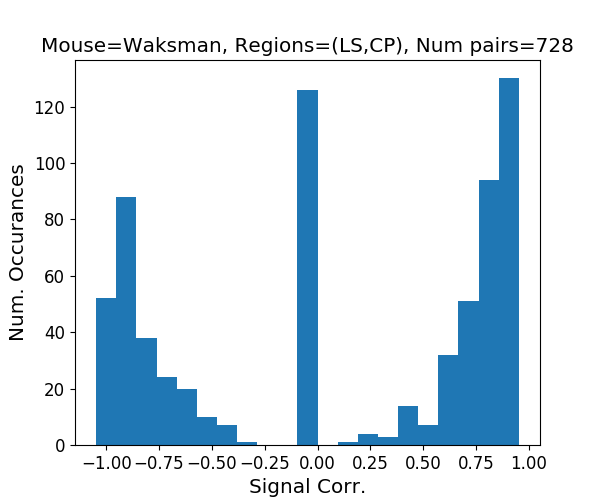 Mouse=Waksman, Regions=(LS,CP), Num pairs=728
Num. Occurances
120
100
80
60
40
20
0
−1.00 −0.75 −0.50 −0.25 0.00 0.25 0.50 0.75 1.00
Signal Corr.